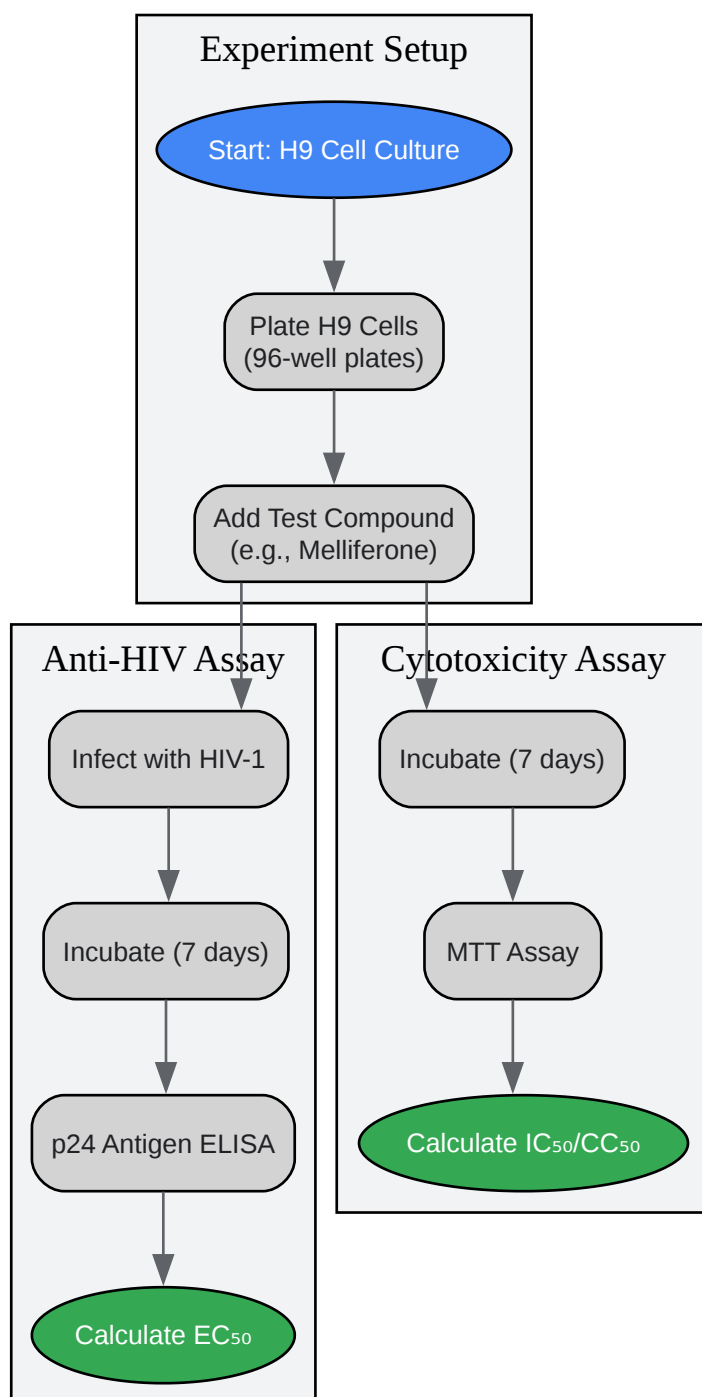 Experiment Setup
Start: H9 Cell Culture
Plate H9 Cells
(96-well plates)
Add Test Compound
(e.g., Melliferone)
Anti-HIV Assay
Infect with HIV-1
Incubate (7 days)
p24 Antigen ELISA
Calculate EC₅₀
Cytotoxicity Assay
Incubate (7 days)
MTT Assay
Calculate IC₅₀/CC₅₀